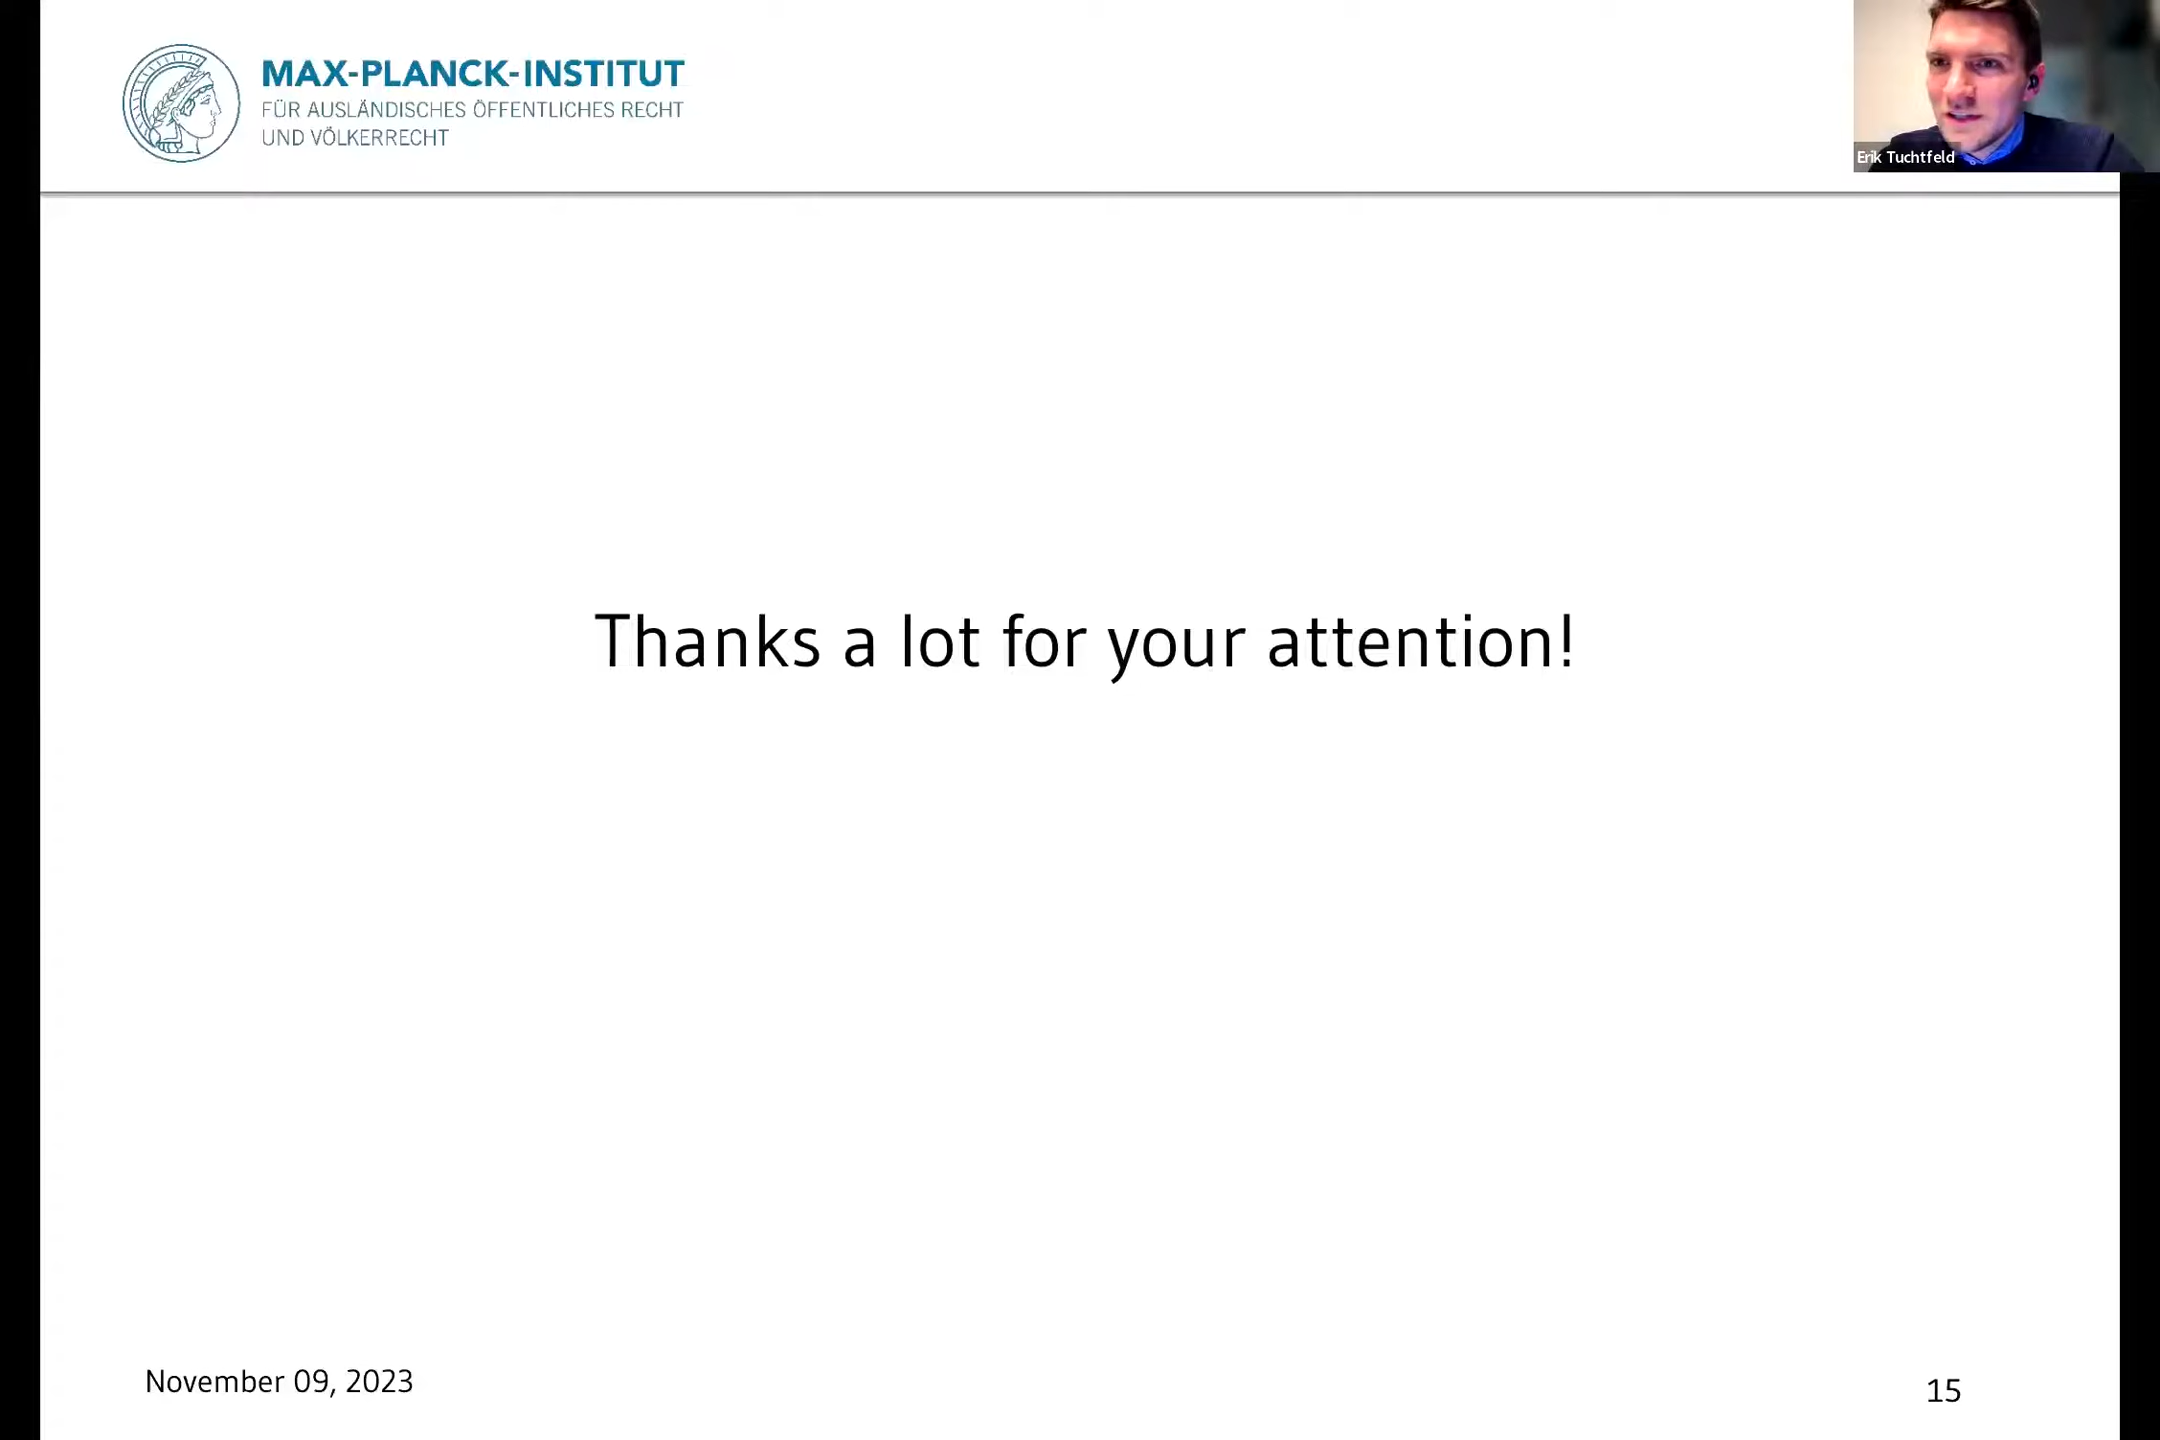 MAX-PLANCK-INSTITUT
FÜR AUSLÄNDISCHES ÖFFENTLICHES RECHT
UND VÖLKERRECHT
Erik Tuchtfeld
Thanks a lot for your attention!
November 09, 2023
15